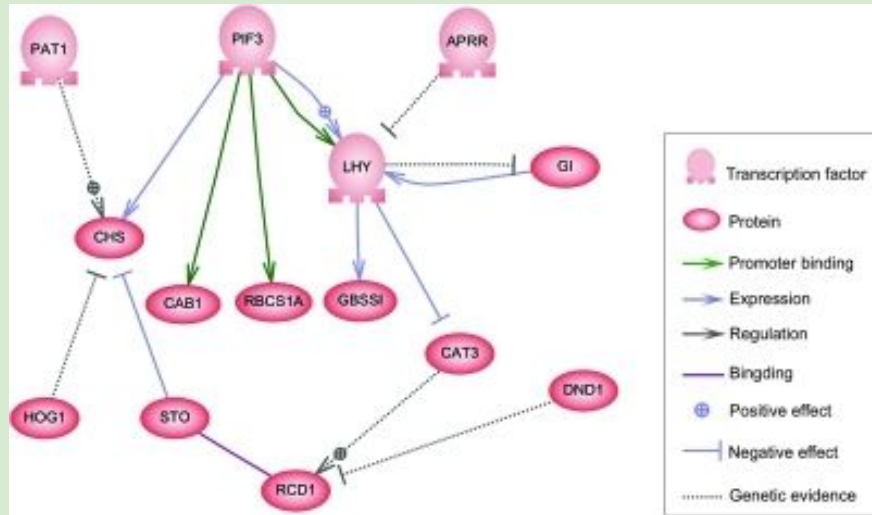 PAT1
PIF3
APRR
LHY
GI
CHS
CAB1
RBCS1A
GBSSI
CAT3
HOG1
STO
DND1
RCD1
Transcription factor
Protein
Promoter binding
Expression
Regulation
Bingding
Positive effect
Negative effect
Genetic evidence